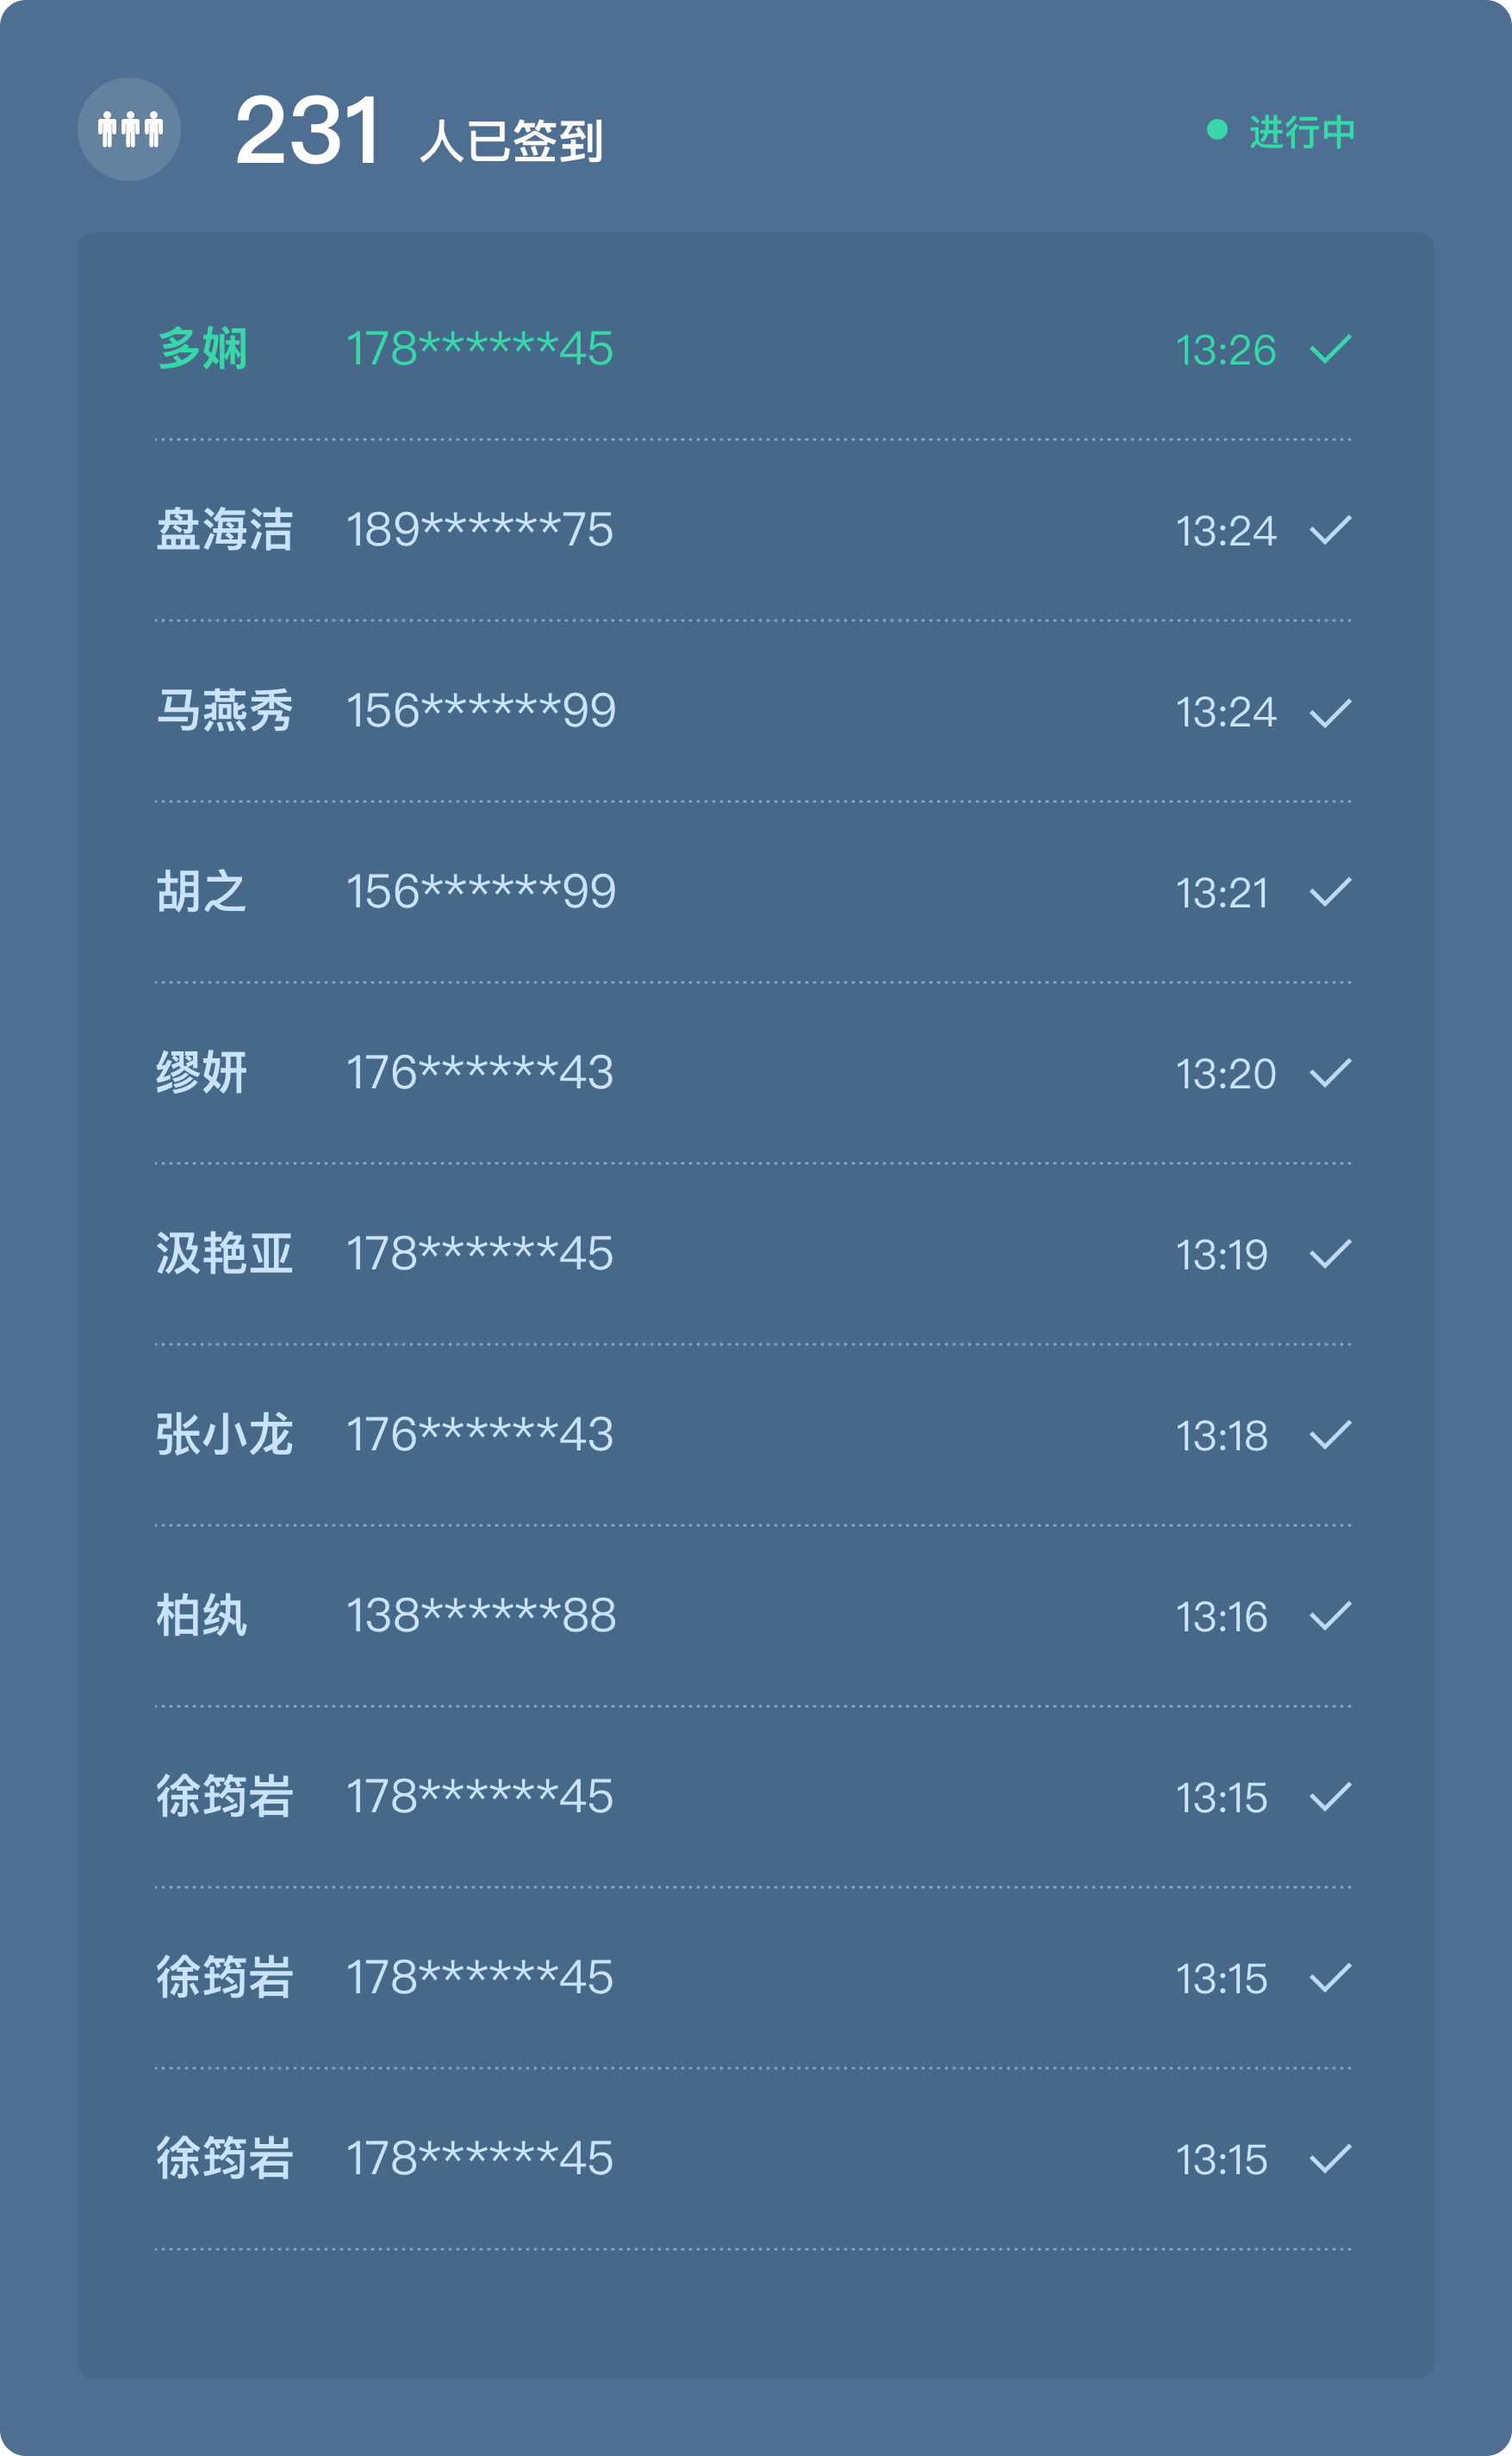 231 人已签到
进行中
多娴 178******45 13:26
盘海洁 189******75 13:24
马燕秀 156******99 13:24
胡之 156******99 13:21
缪妍 176******43 13:20
汲艳亚 178******45 13:19
张小龙 176******43 13:18
柏纨 138******88 13:16
徐筠岩 178******45 13:15
徐筠岩 178******45 13:15
徐筠岩 178******45 13:15